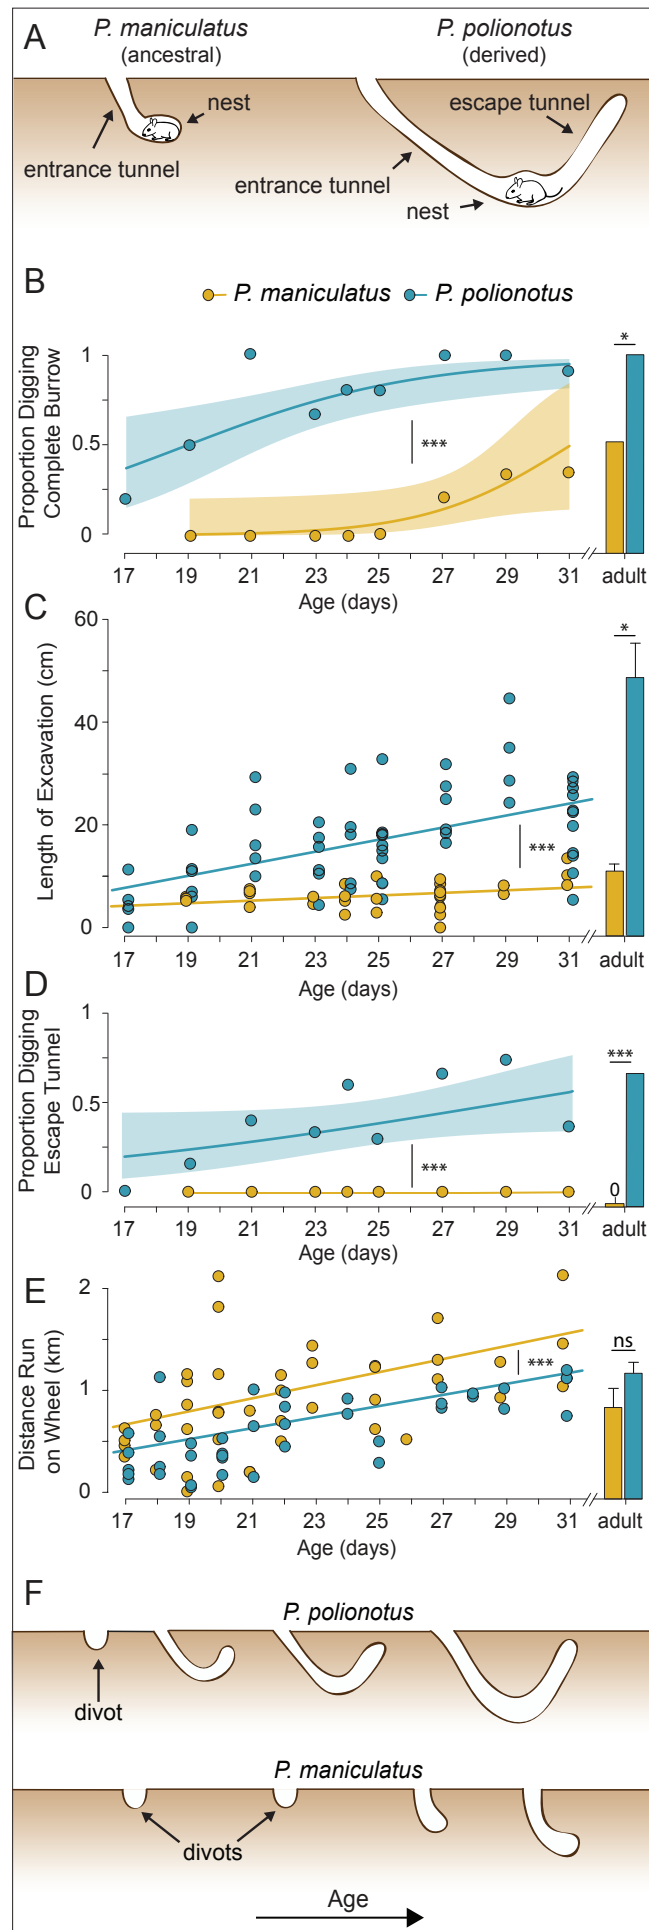 A
P. maniculatus
(ancestral)
P. polionotus
(derived)
nest
entrance tunnel
escape tunnel
entrance tunnel
nest
B
P. maniculatus
P. polionotus
Proportion Digging
Complete Burrow
1
0.5
0
***
*
17 19 21 23 25 27 29 31 adult
Age (days)
C
Length of Excavation (cm)
60
40
20
0
***
*
17 19 21 23 25 27 29 31 adult
Age (days)
D
Proportion Digging
Escape Tunnel
1
0.5
0
***
***
0
17 19 21 23 25 27 29 31 adult
Age (days)
E
Distance Run
on Wheel (km)
2
1
0
***
ns
17 19 21 23 25 27 29 31 adult
Age (days)
F
P. polionotus
divot
P. maniculatus
divots
Age